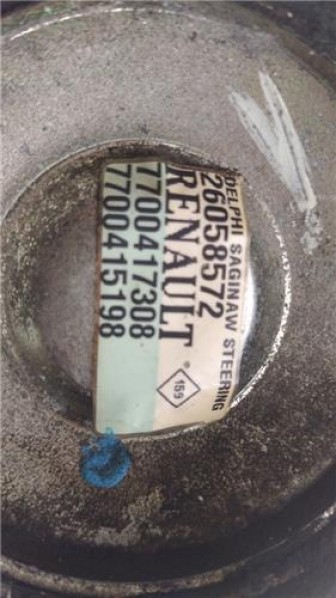 DELPHI SAGINAW STEERING
26058572
RENAULT ®
159
7700417308
7700415198